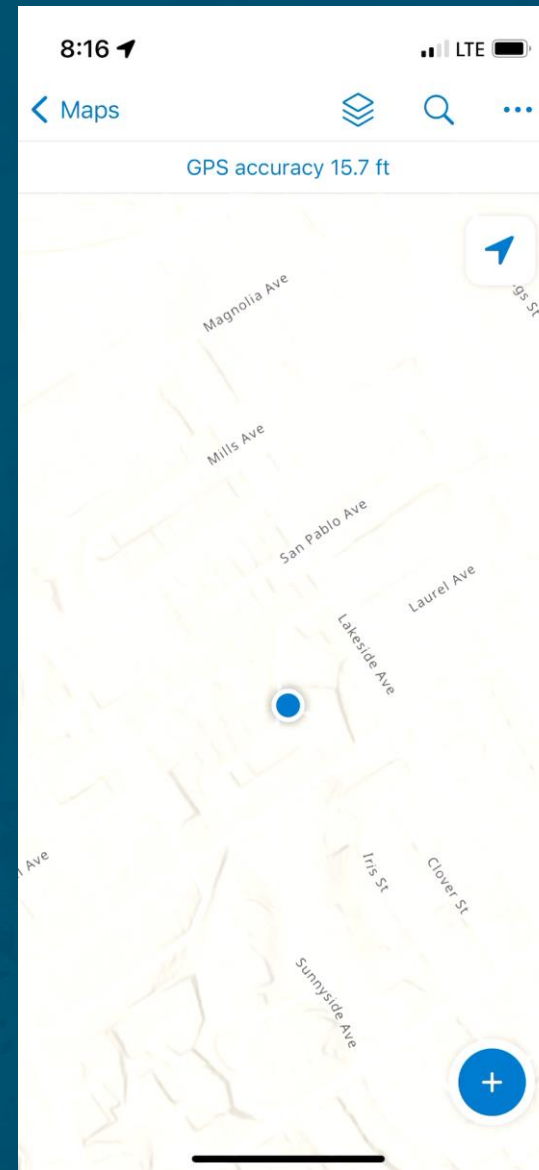 8:16
LTE
Maps
GPS accuracy 15.7 ft
Magnolia Ave
Mills Ave
San Pablo Ave
Laurel Ave
Lakeside Ave
Ave
Iris St
Clover St
Sunnyside Ave